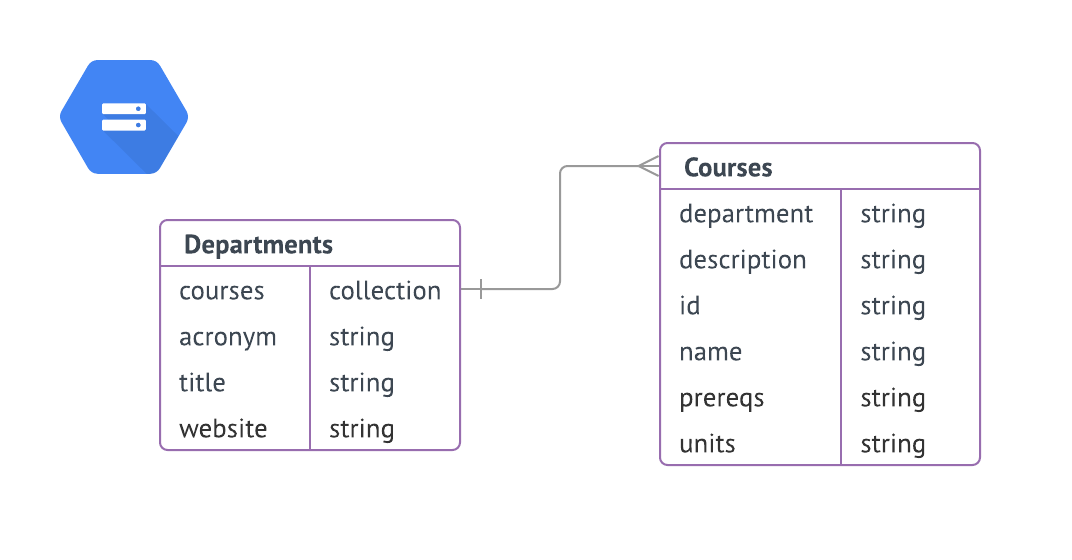 Departments
courses collection
acronym string
title string
website string
Courses
department string
description string
id string
name string
prereqs string
units string